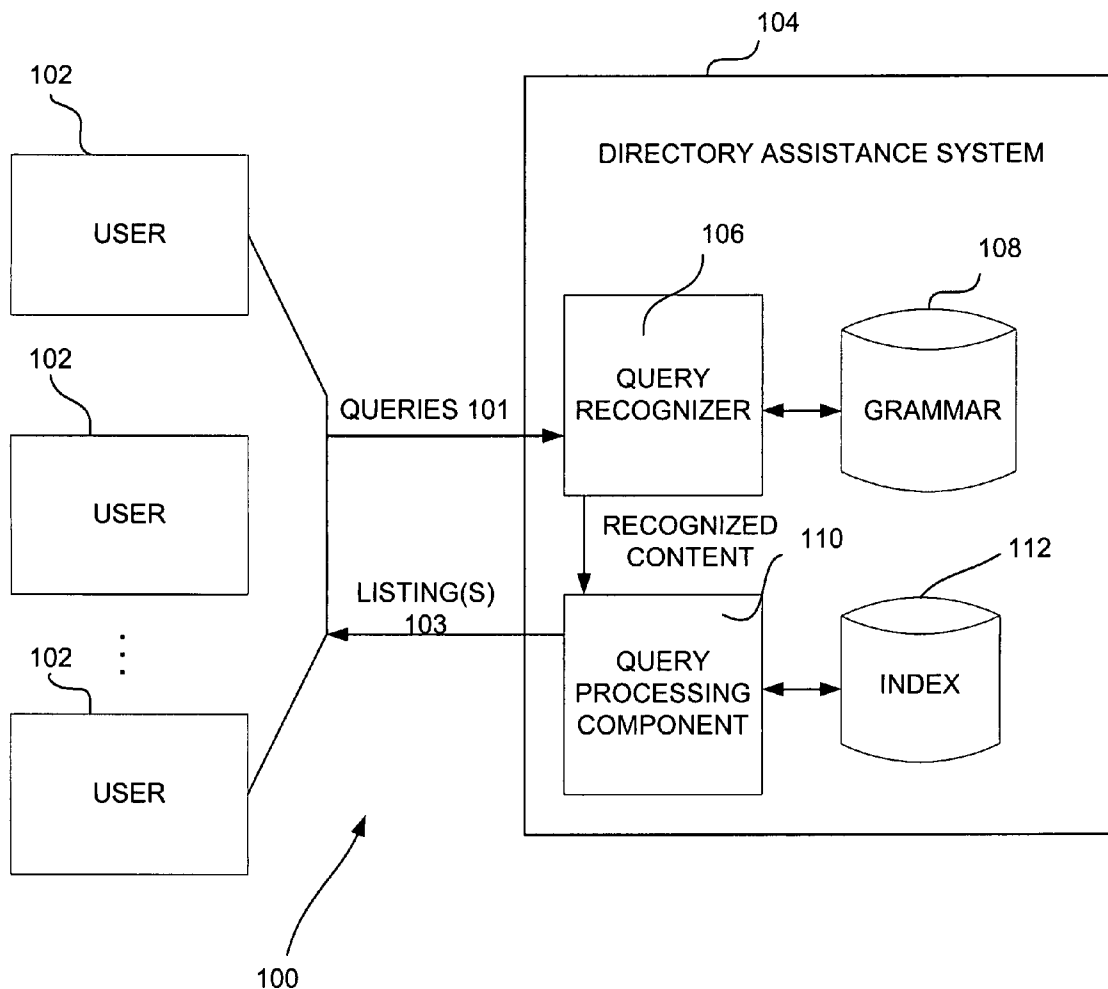 104
102
DIRECTORY ASSISTANCE SYSTEM
USER
106
108
102
QUERIES 101
QUERY
RECOGNIZER
GRAMMAR
USER
RECOGNIZED
CONTENT
110
112
LISTING(S)
103
102
QUERY
PROCESSING
COMPONENT
INDEX
USER
100